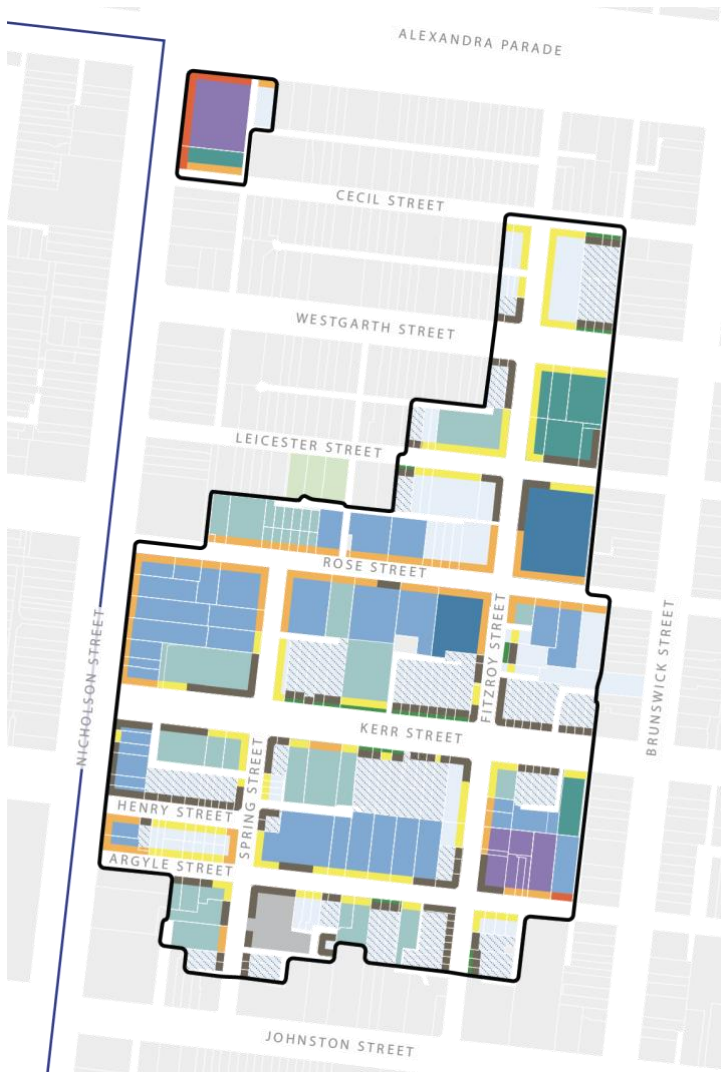 ALEXANDRA PARADE
CECIL STREET
WESTGARTH STREET
LEICESTER STREET
ROSE STREET
NICHOLSON STREET
FITZROY STREET
BRUNSWICK STREET
KERR STREET
SPRING STREET
HENRY STREET
ARGYLE STREET
JOHNSTON STREET